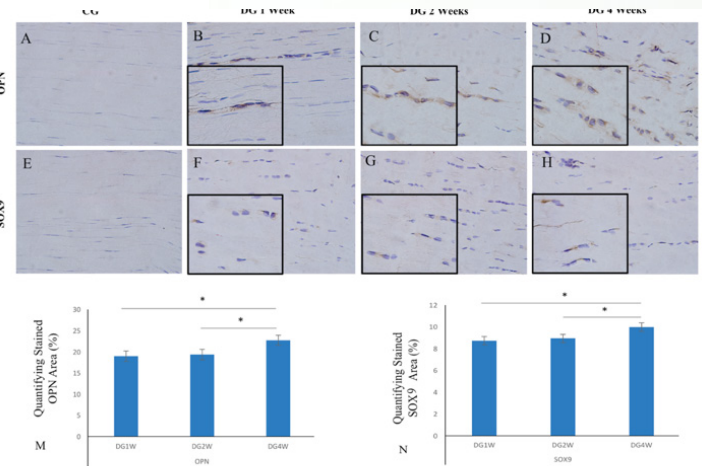 CG
DG 1 Week
DG 2 Weeks
DG 4 Weeks
OPN
A
B
C
D
SOX9
E
F
G
H
Quantifying Stained
OPN Area (%)
30
25
20
15
10
5
0
*
*
DG1W
DG2W
DG4W
OPN
M
Quantifying Stained
SOX9 Area (%)
12
10
8
6
4
2
0
*
*
DG1W
DG2W
DG4W
SOX9
N